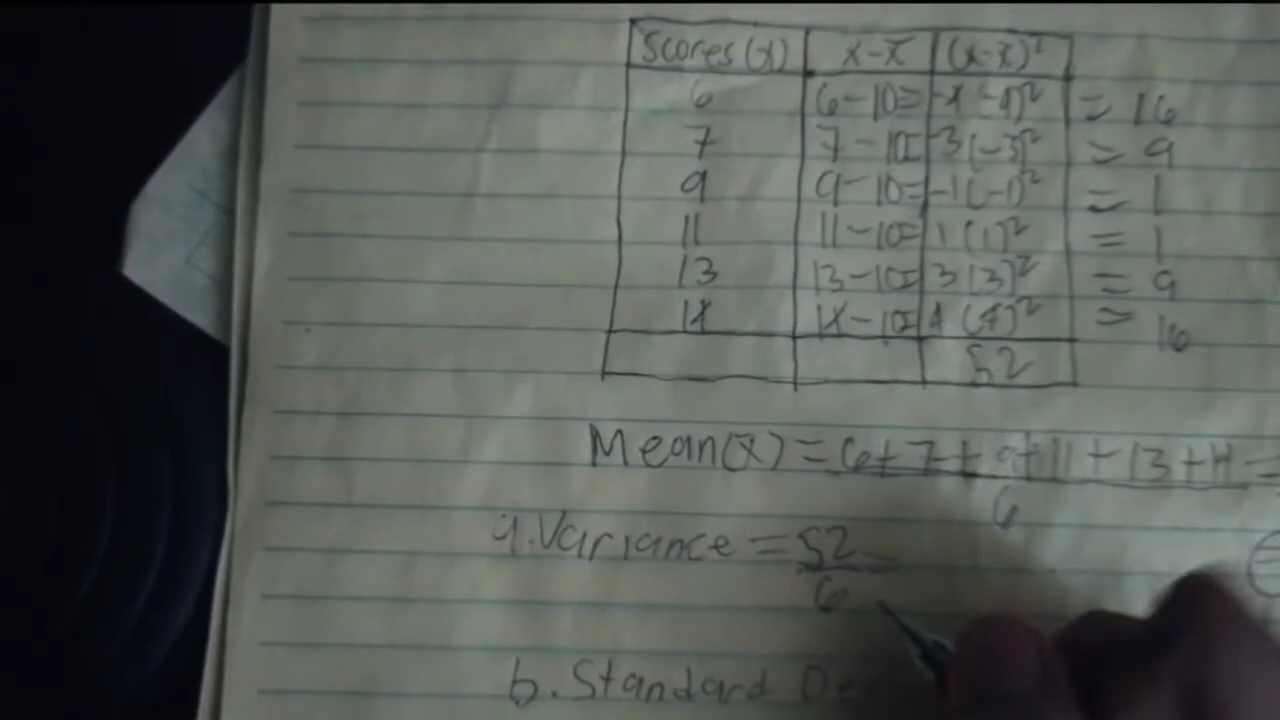 Scores(x) x-x̄ (x-x̄)²
6 6-10= -4 (-4)² = 16
7 7-10= -3 (-3)² = 9
9 9-10= -1 (-1)² = 1
11 11-10= 1 (1)² = 1
13 13-10= 3 (3)² = 9
14 14-10= 4 (4)² = 16
52
Mean(x̄) = 6+7+9+11+13+14 =
6
a. Variance = 52
6
b. Standard